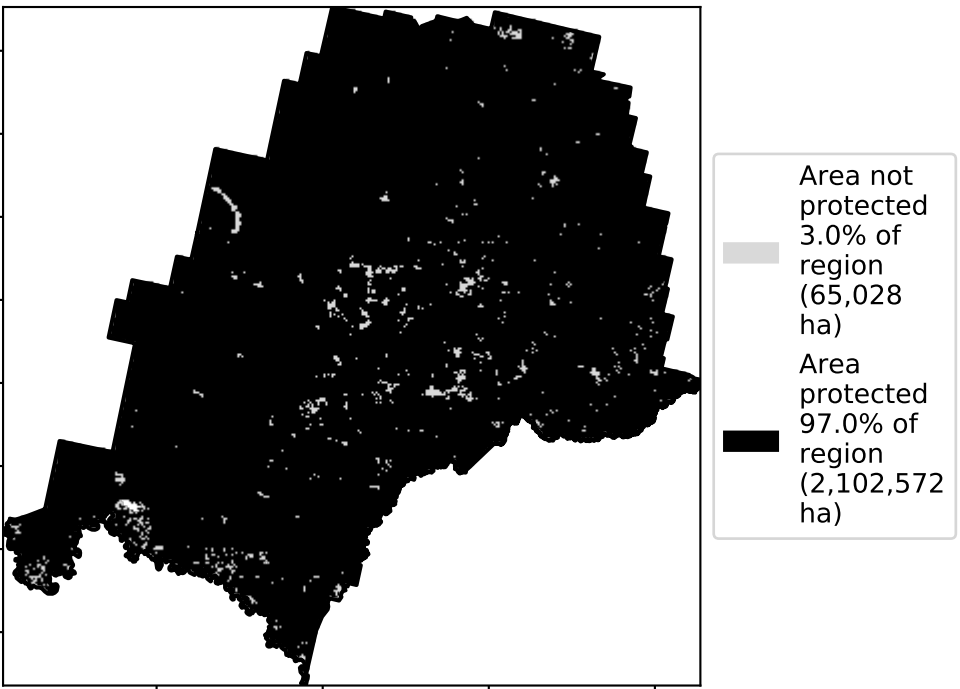 Area not
protected
3.0% of
region
(65,028
ha)
Area
protected
97.0% of
region
(2,102,572
ha)